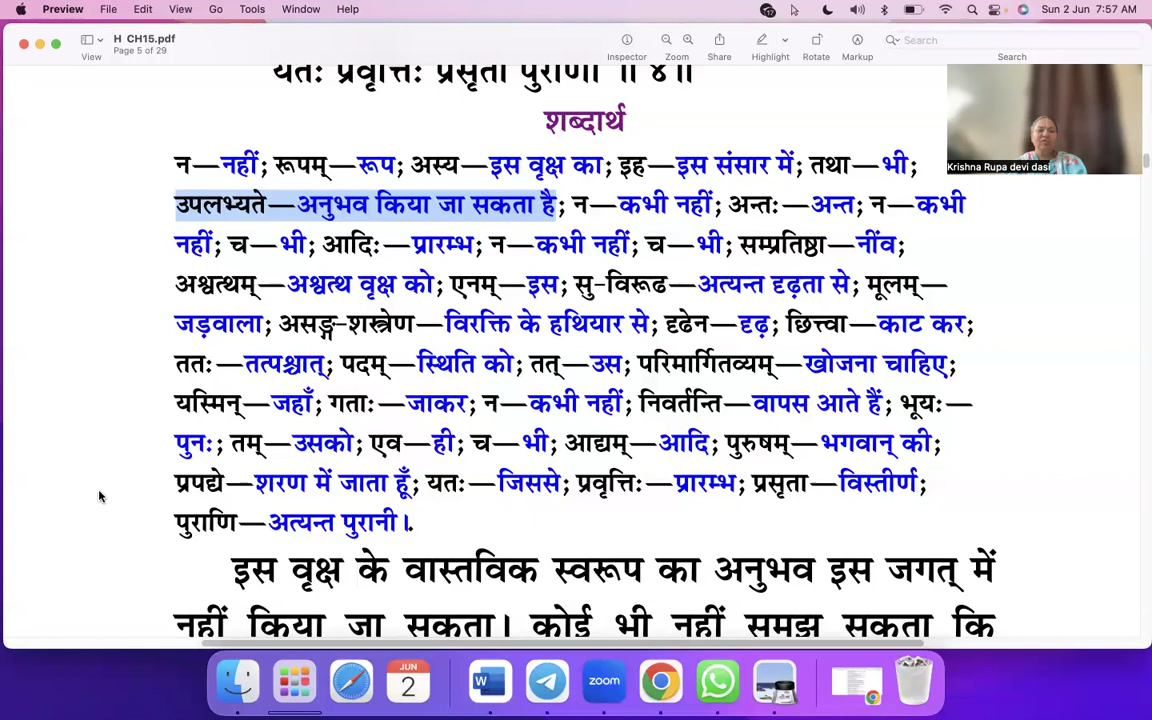 Preview File Edit View Go Tools Window Help
17
Sun 2 Jun 7:57 AM
H CH15.pdf
Page 5 of 29
Search
View
Inspector Zoom Share Highlight Rotate Markup Search
यतः प्रवृत्तिः प्रसृता पुराणी ॥ ४॥
शब्दार्थ
न—नहीं; रूपम्—रूप; अस्य—इस वृक्ष का; इह—इस संसार में; तथा—भी;
उपलभ्यते—अनुभव किया जा सकता है; न—कभी नहीं; अन्तः—अन्त; न—कभी
नहीं; च—भी; आदिः—प्रारम्भ; न—कभी नहीं; च—भी; सम्प्रतिष्ठा—नींव;
अश्वत्थम्—अश्वत्थ वृक्ष को; एनम्—इस; सु-विरूढ—अत्यन्त दृढ़ता से; मूलम्—
जड़वाला; असङ्ग-शस्त्रेण—विरक्ति के हथियार से; दृढेन—दृढ़; छित्त्वा—काट कर;
ततः—तत्पश्चात्; पदम्—स्थिति को; तत्—उस; परिमार्गितव्यम्—खोजना चाहिए;
यस्मिन्—जहाँ; गताः—जाकर; न—कभी नहीं; निवर्तन्ति—वापस आते हैं; भूयः—
पुनः; तम्—उसको; एव—ही; च—भी; आद्यम्—आदि; पुरुषम्—भगवान् की;
प्रपद्ये—शरण में जाता हूँ; यतः—जिससे; प्रवृत्तिः—प्रारम्भ; प्रसृता—विस्तीर्ण;
पुराणि—अत्यन्त पुरानी।.
इस वृक्ष के वास्तविक स्वरूप का अनुभव इस जगत् में
नहीं किया जा सकता। कोई भी नहीं समझ सकता कि
Krishna Rupa devi dasi
JUN
2
W
zoom